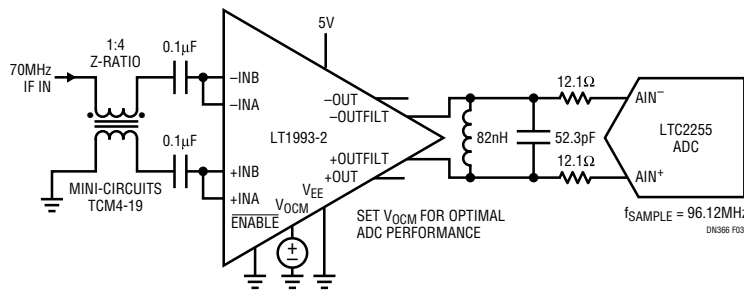 1:4
Z-RATIO
0.1µF
5V
70MHz
IF IN
–INB
–INA
–OUT
–OUTFILT
12.1Ω
AIN–
LT1993-2
82nH
52.3pF
LTC2255
ADC
0.1µF
+INB
+INA
+OUTFILT
+OUT
12.1Ω
AIN+
MINI-CIRCUITS
TCM4-19
VEE
VOCM
ENABLE
SET VOCM FOR OPTIMAL
ADC PERFORMANCE
fSAMPLE = 96.12MHz
DN366 F03